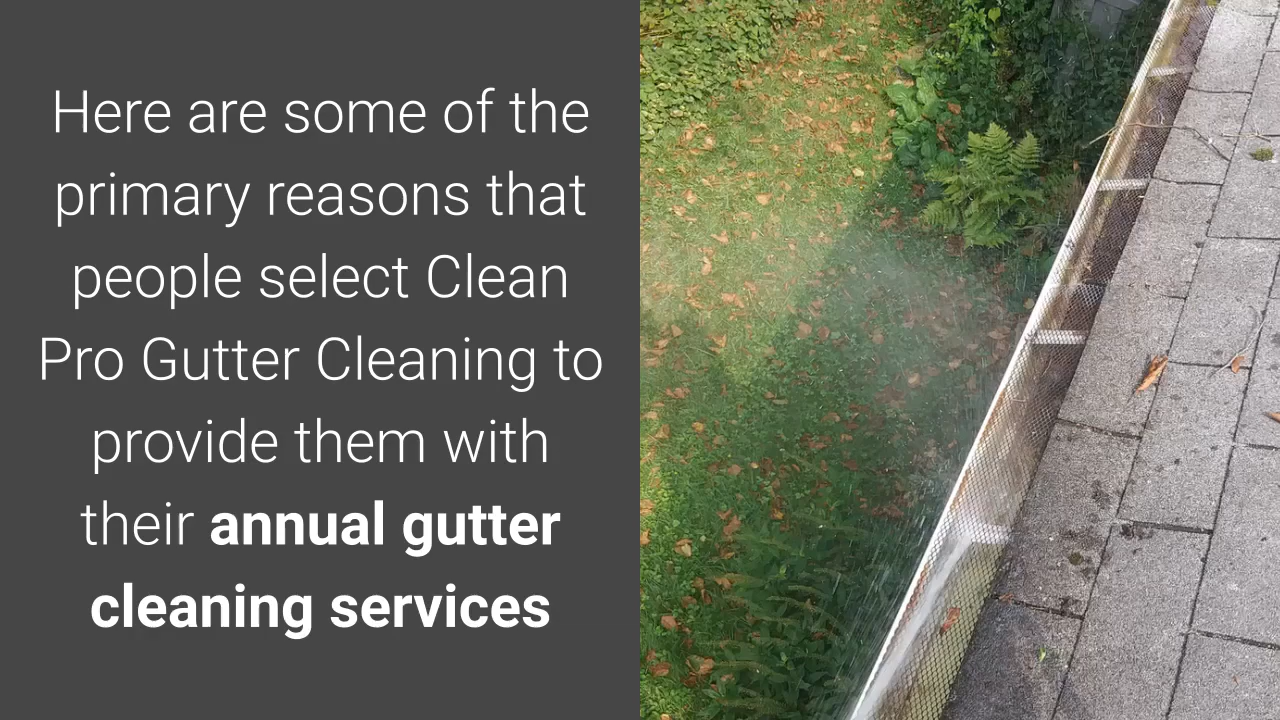 Here are some of the
primary reasons that
people select Clean
Pro Gutter Cleaning to
provide them with
their annual gutter
cleaning services